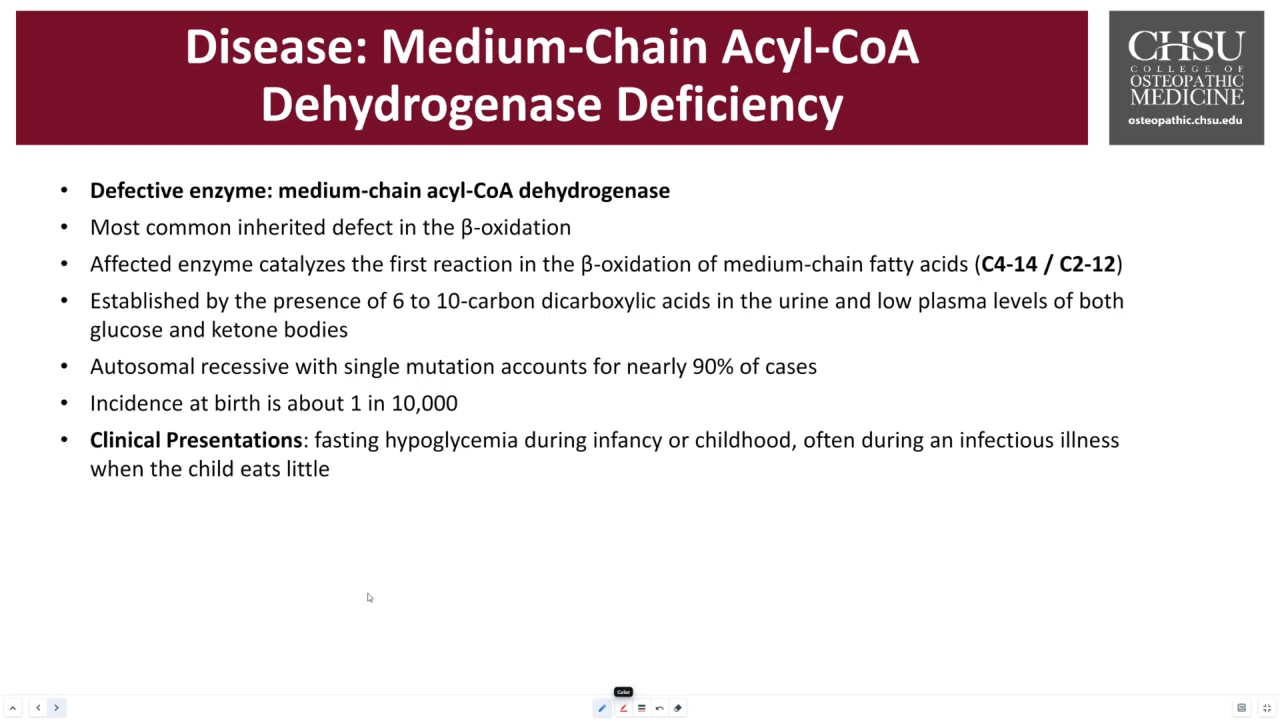 Disease: Medium-Chain Acyl-CoA
Dehydrogenase Deficiency
CHSU
COLLEGE OF
OSTEOPATHIC
MEDICINE
osteopathic.chsu.edu
• Defective enzyme: medium-chain acyl-CoA dehydrogenase
• Most common inherited defect in the β-oxidation
• Affected enzyme catalyzes the first reaction in the β-oxidation of medium-chain fatty acids (C4-14 / C2-12)
• Established by the presence of 6 to 10-carbon dicarboxylic acids in the urine and low plasma levels of both
glucose and ketone bodies
• Autosomal recessive with single mutation accounts for nearly 90% of cases
• Incidence at birth is about 1 in 10,000
• Clinical Presentations: fasting hypoglycemia during infancy or childhood, often during an infectious illness
when the child eats little
Color